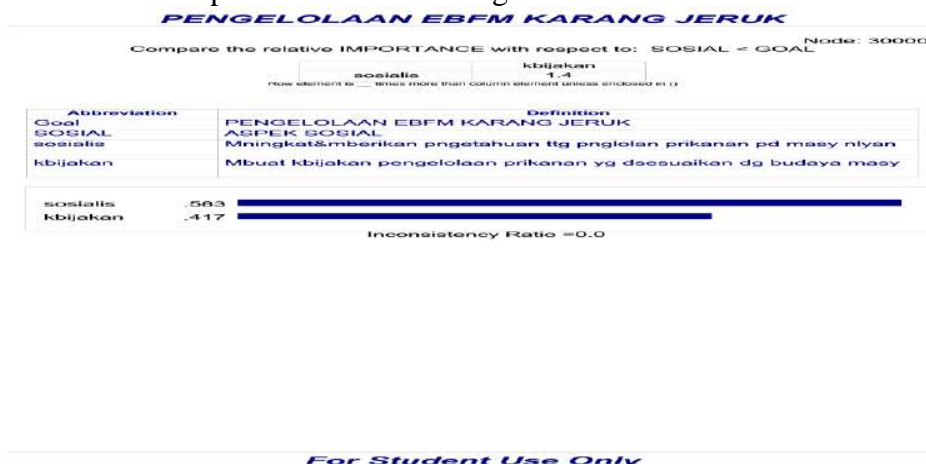 PENGELOLAAN EBFM KARANG JERUK
Node: 30000
Compare the relative IMPORTANCE with respect to: SOSIAL < GOAL
kbijakan
sosialis 1.4
Row element is __ times more than column element unless enclosed in ()
Abbreviation Definition
Goal PENGELOLAAN EBFM KARANG JERUK
SOSIAL ASPEK SOSIAL
sosialis Mningkat&mberikan pngetahuan ttg pnglolan prikanan pd masy nlyan
kbijakan Mbuat kbijakan pengelolaan prikanan yg dsesuaikan dg budaya masy
sosialis .583
kbijakan .417
Inconsistency Ratio =0.0
For Student Use Only